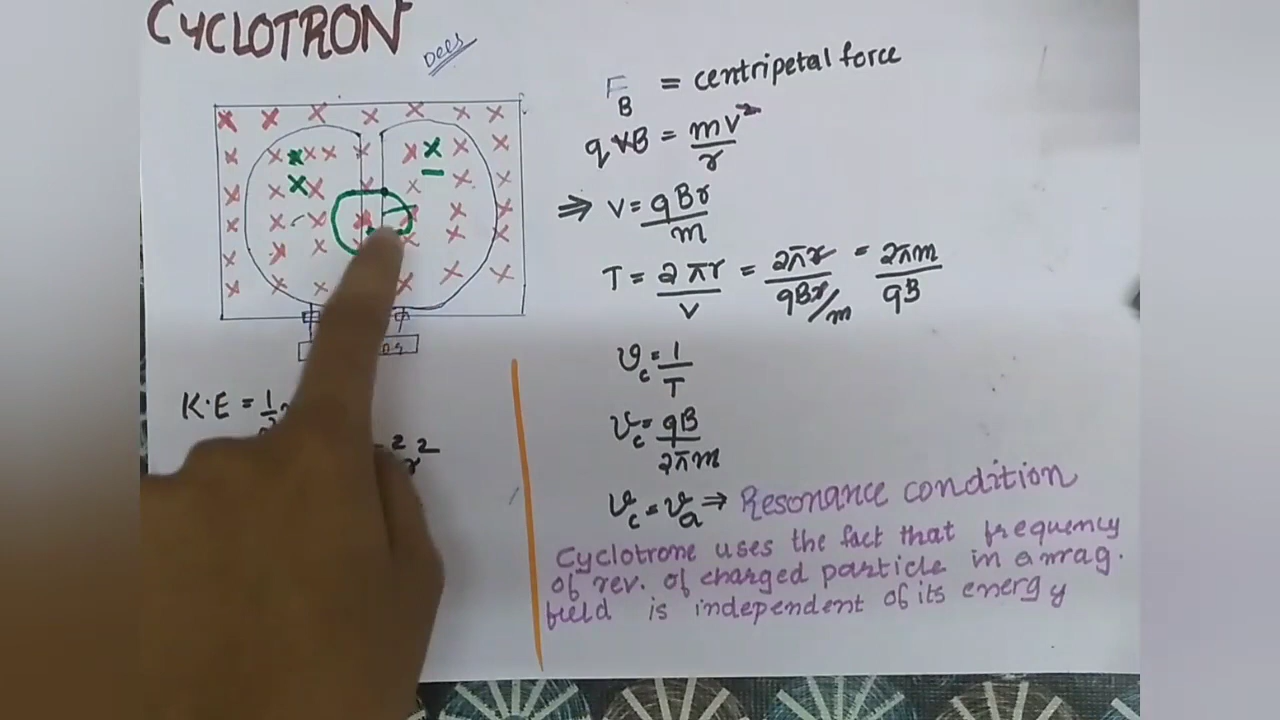 CYCLOTRON
Dees
F_B = centripetal force
qvB = mv²/r
⇒ v = qBr/m
T = 2πr/v = 2πr/(qBr/m) = 2πm/qB
ν_c = 1/T
ν_c = qB/2πm
ν_c = ν_a ⇒ Resonance condition
Cyclotrone uses the fact that frequency
of rev. of charged particle in a mag.
field is independent of its energy
K.E = 1/2
² r²